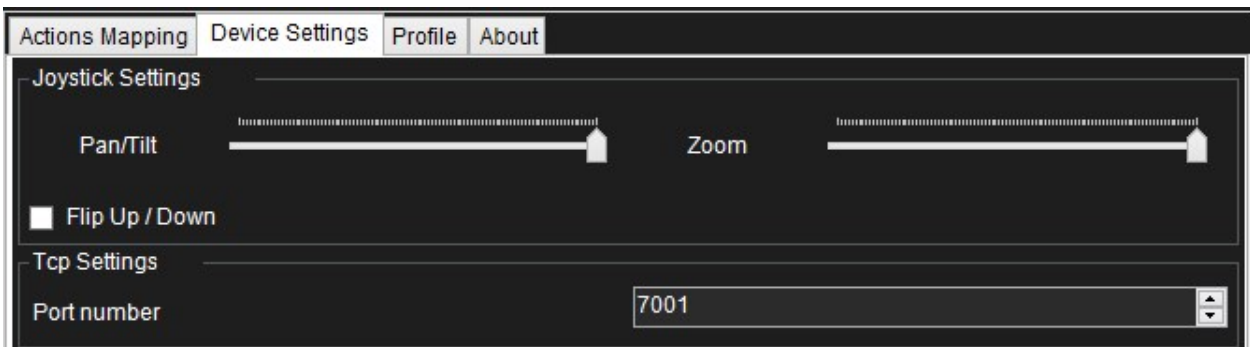 Actions Mapping Device Settings Profile About
Joystick Settings
Pan/Tilt Zoom
Flip Up / Down
Tcp Settings
Port number 7001